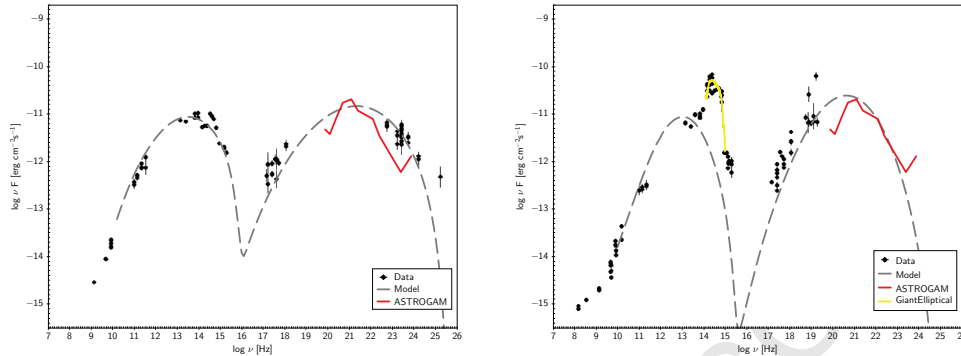 −9
−10
−11
−12
−13
−14
−15
log ν F [erg cm⁻²s⁻¹]
7 8 9 10 11 12 13 14 15 16 17 18 19 20 21 22 23 24 25 26
log ν [Hz]
Data
Model
ASTROGAM
−9
−10
−11
−12
−13
−14
−15
log ν F [erg cm⁻²s⁻¹]
7 8 9 10 11 12 13 14 15 16 17 18 19 20 21 22 23 24 25 26
log ν [Hz]
Data
Model
ASTROGAM
GiantElliptical